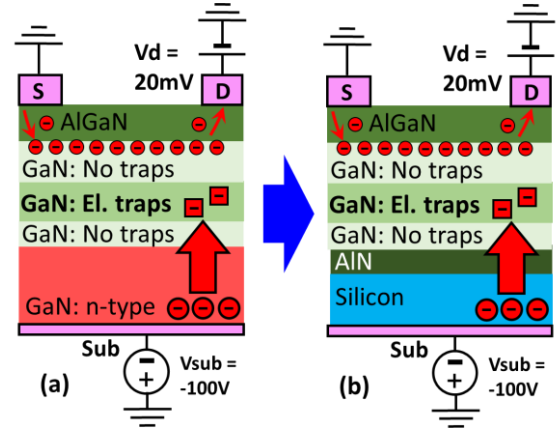 Vd =
20mV
S
D
AlGaN
GaN: No traps
GaN: El. traps
GaN: No traps
GaN: n-type
Sub
Vsub =
-100V
(a)
Vd =
20mV
S
D
AlGaN
GaN: No traps
GaN: El. traps
GaN: No traps
AlN
Silicon
Sub
Vsub =
-100V
(b)